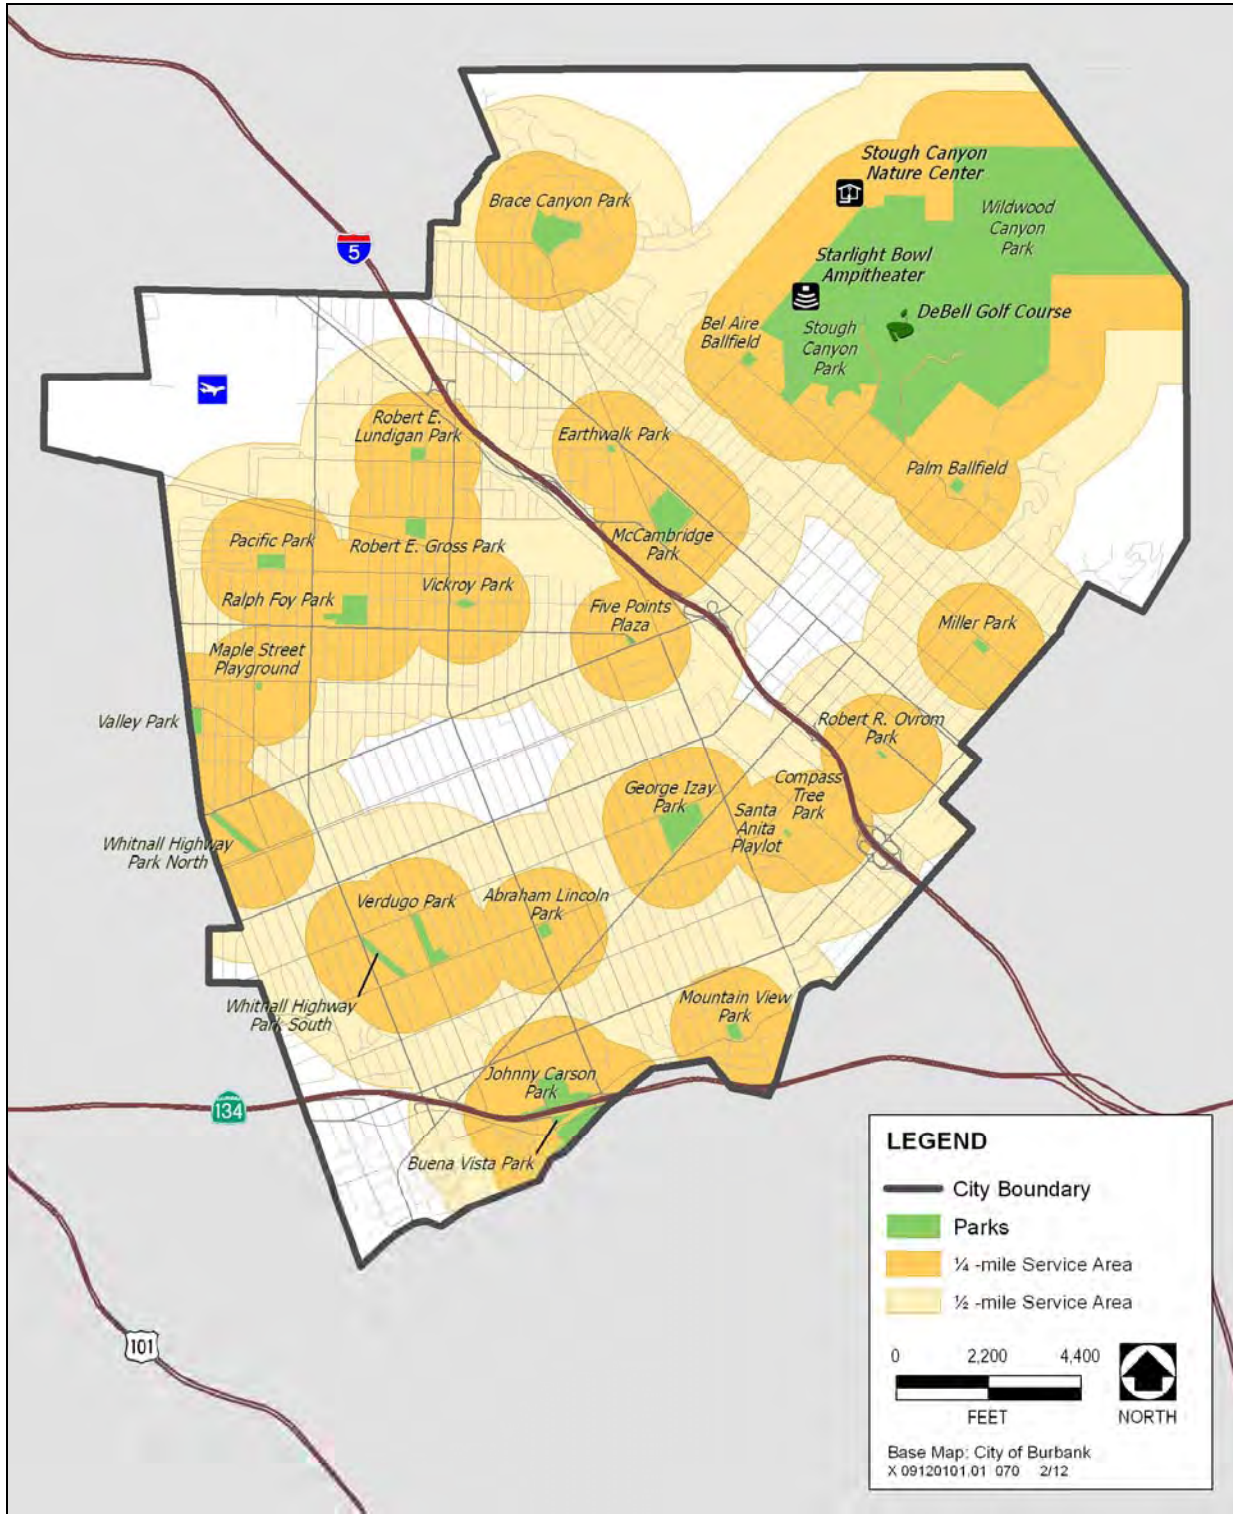 Stough Canyon
Nature Center
Brace Canyon Park
Wildwood
Canyon
Park
5
Starlight Bowl
Ampitheater
DeBell Golf Course
Bel Aire
Ballfield
Stough
Canyon
Park
Robert E.
Lundigan Park
Earthwalk Park
Palm Ballfield
Pacific Park
Robert E. Gross Park
McCambridge
Park
Vickroy Park
Ralph Foy Park
Five Points
Plaza
Miller Park
Maple Street
Playground
Valley Park
Robert R. Ovrom
Park
George Izay
Park
Compass
Tree
Park
Santa
Anita
Playlot
Whitnall Highway
Park North
Verdugo Park
Abraham Lincoln
Park
Whitnall Highway
Park South
Mountain View
Park
Johnny Carson
Park
134
Buena Vista Park
101
LEGEND
City Boundary
Parks
¼ -mile Service Area
½ -mile Service Area
0 2,200 4,400
FEET
NORTH
Base Map: City of Burbank
X 09120101.01 070 2/12